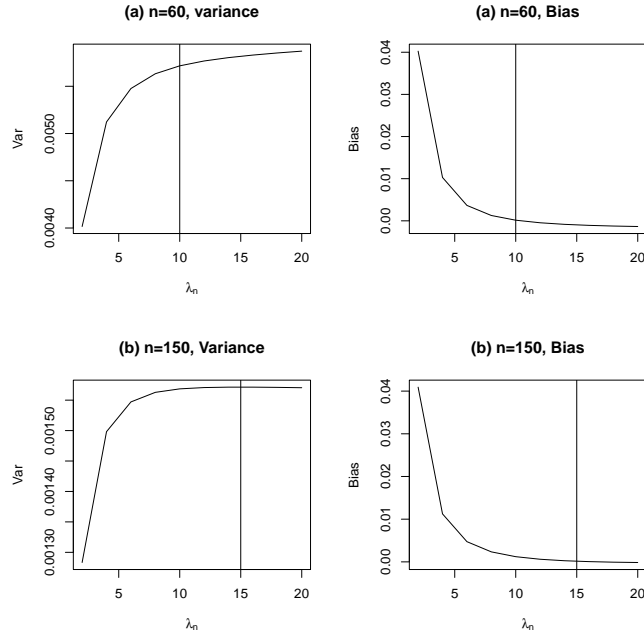 (a) n=60, variance
Var
0.0040 0.0050
5 10 15 20
λn
(a) n=60, Bias
Bias
0.00 0.01 0.02 0.03 0.04
5 10 15 20
λn
(b) n=150, Variance
Var
0.00130 0.00140 0.00150
5 10 15 20
λn
(b) n=150, Bias
Bias
0.00 0.01 0.02 0.03 0.04
5 10 15 20
λn